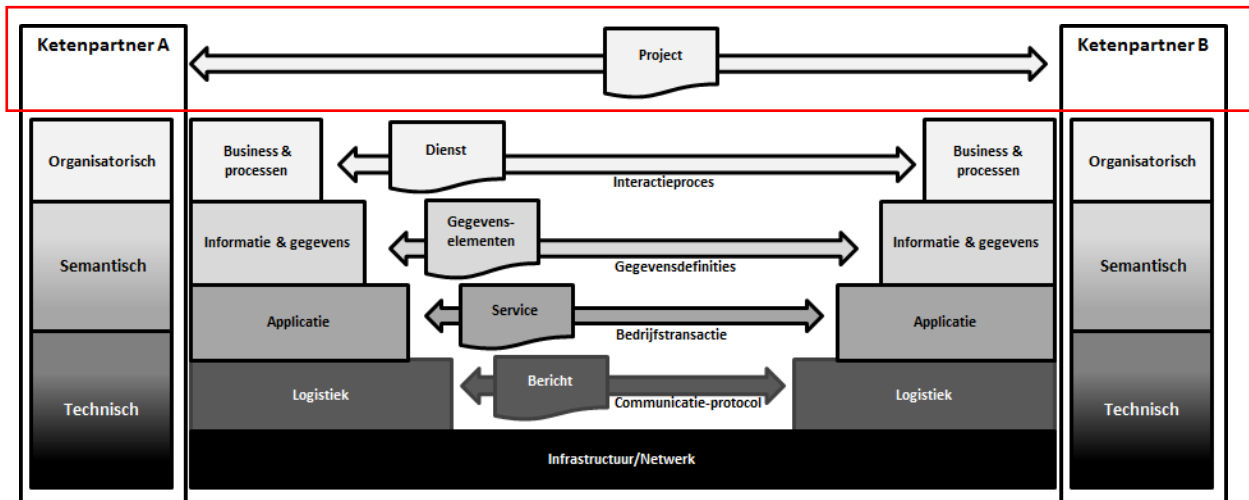 Ketenpartner A
Project
Ketenpartner B
Organisatorisch
Business &
processen
Dienst
Interactieproces
Business &
processen
Organisatorisch
Semantisch
Informatie & gegevens
Gegevens-
elementen
Gegevensdefinities
Informatie & gegevens
Semantisch
Applicatie
Service
Bedrijfstransactie
Applicatie
Technisch
Logistiek
Bericht
Communicatie-protocol
Logistiek
Technisch
Infrastructuur/Netwerk